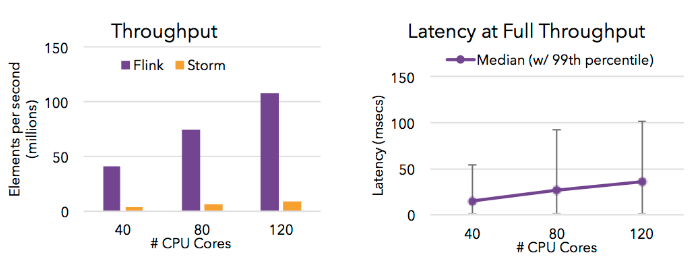 Throughput
Flink Storm
Elements per second
(millions)
150
100
50
0
40 80 120
# CPU Cores
Latency at Full Throughput
Median (w/ 99th percentile)
Latency (msecs)
150
100
50
0
40 80 120
# CPU Cores